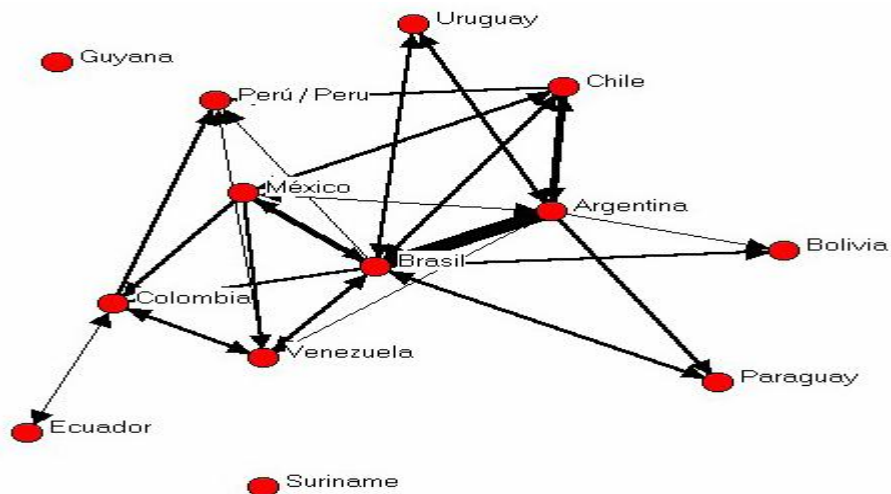 Uruguay
Guyana
Chile
Perú / Peru
México
Argentina
Bolivia
Brasil
Colombia
Venezuela
Paraguay
Ecuador
Suriname